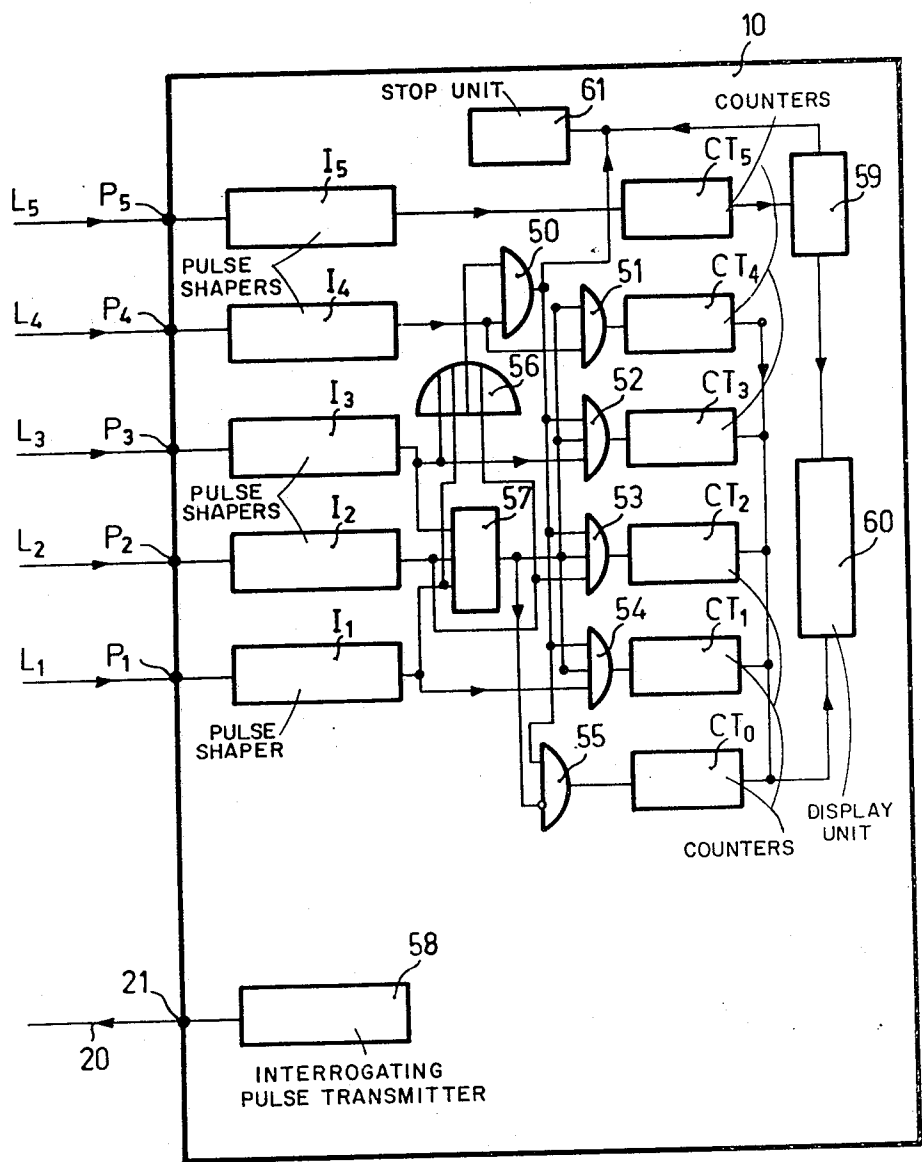 10
STOP UNIT
61
COUNTERS
I5
CT5
59
L5
P5
50
PULSE
SHAPERS
51
I4
CT4
L4
P4
56
52
I3
CT3
L3
P3
PULSE
SHAPERS
57
53
I2
CT2
60
L2
P2
54
I1
CT1
L1
P1
PULSE
SHAPER
55
CT0
DISPLAY
UNIT
COUNTERS
58
21
20
INTERROGATING
PULSE TRANSMITTER